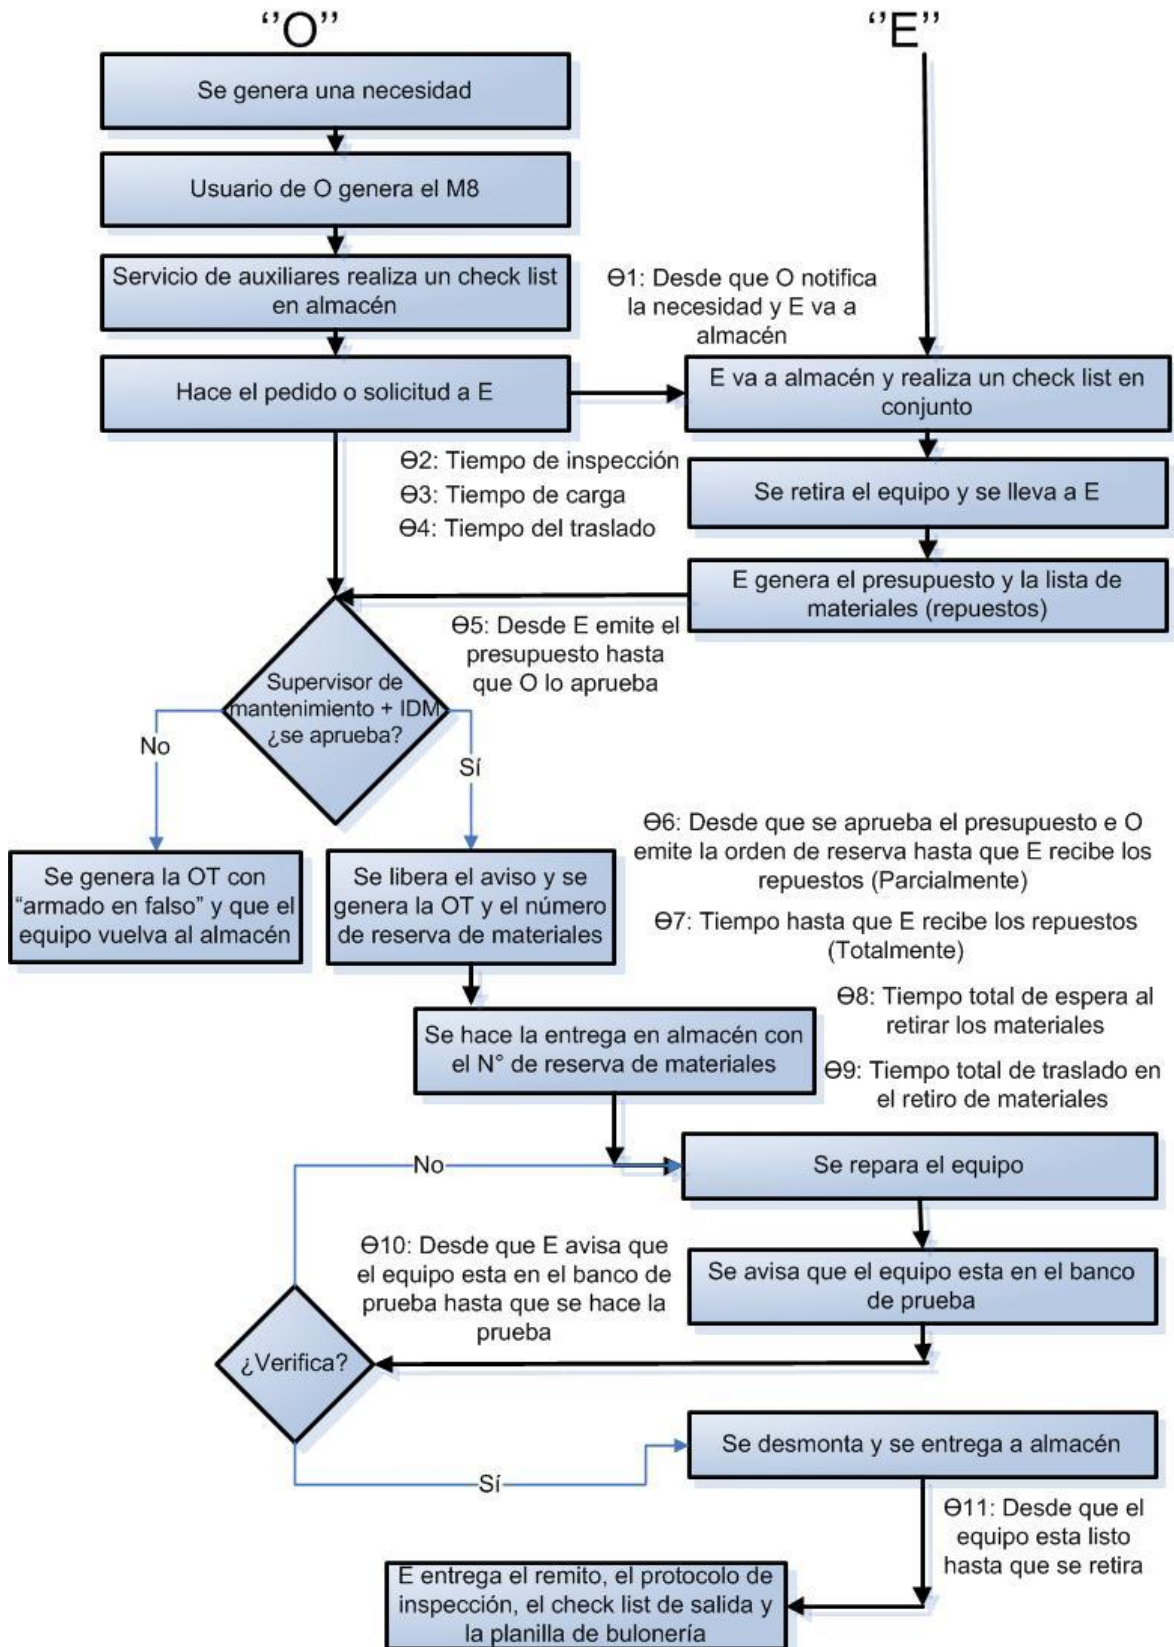 ‘‘O’’
‘‘E’’
Se genera una necesidad
Usuario de O genera el M8
Servicio de auxiliares realiza un check list
en almacén
Ɵ1: Desde que O notifica
la necesidad y E va a
almacén
Hace el pedido o solicitud a E
E va a almacén y realiza un check list en
conjunto
Ɵ2: Tiempo de inspección
Ɵ3: Tiempo de carga
Ɵ4: Tiempo del traslado
Se retira el equipo y se lleva a E
E genera el presupuesto y la lista de
materiales (repuestos)
Ɵ5: Desde E emite el
presupuesto hasta
que O lo aprueba
Supervisor de
mantenimiento + IDM
¿se aprueba?
No
Sí
Se genera la OT con
“armado en falso” y que el
equipo vuelva al almacén
Se libera el aviso y se
genera la OT y el número
de reserva de materiales
Ɵ6: Desde que se aprueba el presupuesto e O
emite la orden de reserva hasta que E recibe los
repuestos (Parcialmente)
Ɵ7: Tiempo hasta que E recibe los repuestos
(Totalmente)
Ɵ8: Tiempo total de espera al
retirar los materiales
Se hace la entrega en almacén con
el N° de reserva de materiales
Ɵ9: Tiempo total de traslado en
el retiro de materiales
No
Se repara el equipo
Ɵ10: Desde que E avisa que
el equipo esta en el banco de
prueba hasta que se hace la
prueba
Se avisa que el equipo esta en el banco
de prueba
¿Verifica?
Sí
Se desmonta y se entrega a almacén
Ɵ11: Desde que el
equipo esta listo
hasta que se retira
E entrega el remito, el protocolo de
inspección, el check list de salida y
la planilla de bulonería